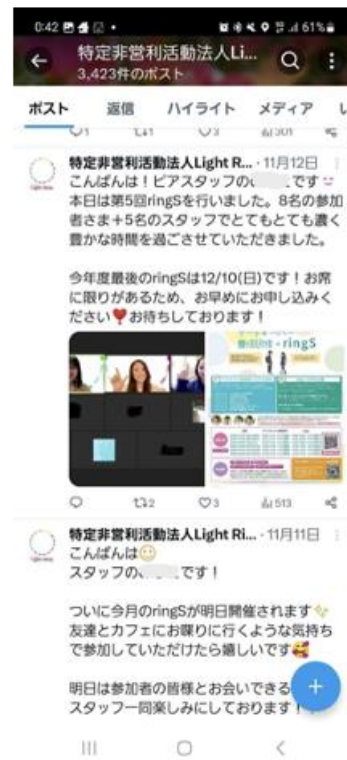 0:42
61%
特定非営利活動法人Li...
3,423件のポスト
ポスト 返信 ハイライト メディア
特定非営利活動法人Light R... · 11月12日
こんばんは！ピアスタッフの です
本日は第5回ringSを行いました。8名の参加
者さま+5名のスタッフでとてもとても濃く
豊かな時間を過ごさせていただきました。
今年度最後のringSは12/10(日)です！お席
に限りがあるため、お早めにお申し込みく
ださい❤️お待ちしております！
ringS
2
3
513
特定非営利活動法人Light Ri... · 11月11日
こんばんは
スタッフの です！
ついに今月のringSが明日開催されます✨
友達とカフェにお喋りに行くような気持ち
で参加していただけたら嬉しいです🥰
明日は参加者の皆様とお会いできる
スタッフ一同楽しみにしております！